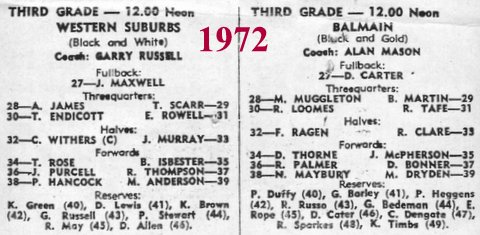 THIRD GRADE — 12.00 Noon
WESTERN SUBURBS
(Black and White)
Coach: GARRY RUSSELL
Fullback:
27—J. MAXWELL
Threequarters:
28—A. JAMES T. SCARR—29
30—T. ENDICOTT E. ROWELL—31
Halves:
32—C. WITHERS (C) J. MURRAY—33
Forwards
34—T. ROSE B. ISBESTER—35
36—J. PURCELL R. THOMPSON—37
38—P. HANCOCK M. ANDERSON—39
Reserves:
K. Green (40), D. Lewis (41), K. Brown
(42), G. Russell (43), P. Stewart (44),
R. May (45), D. Allen (46).
1972
THIRD GRADE — 12.00 Noon
BALMAIN
(Black and Gold)
Coach: ALAN MASON
Fullback:
27—D. CARTER
Threequarters:
28—M. MUGGLETON B. MARTIN—29
30—R. LOOMES R. TAFE—31
Halves:
32—F. RAGEN R. CLARE—33
Forwards
34—D. THORNE J. McPHERSON—35
36—R. PALMER D. BONNER—37
38—N. MAYBURY M. DRYDEN—39
Reserves:
P. Duffy (40), G. Barley (41), P. Heggens
(42), R. Russo (43), G. Bedeman (44), E.
Rope (45), D. Cater (46), C. Dengate (47),
R. Sparkes (48), K. Timbs (49).